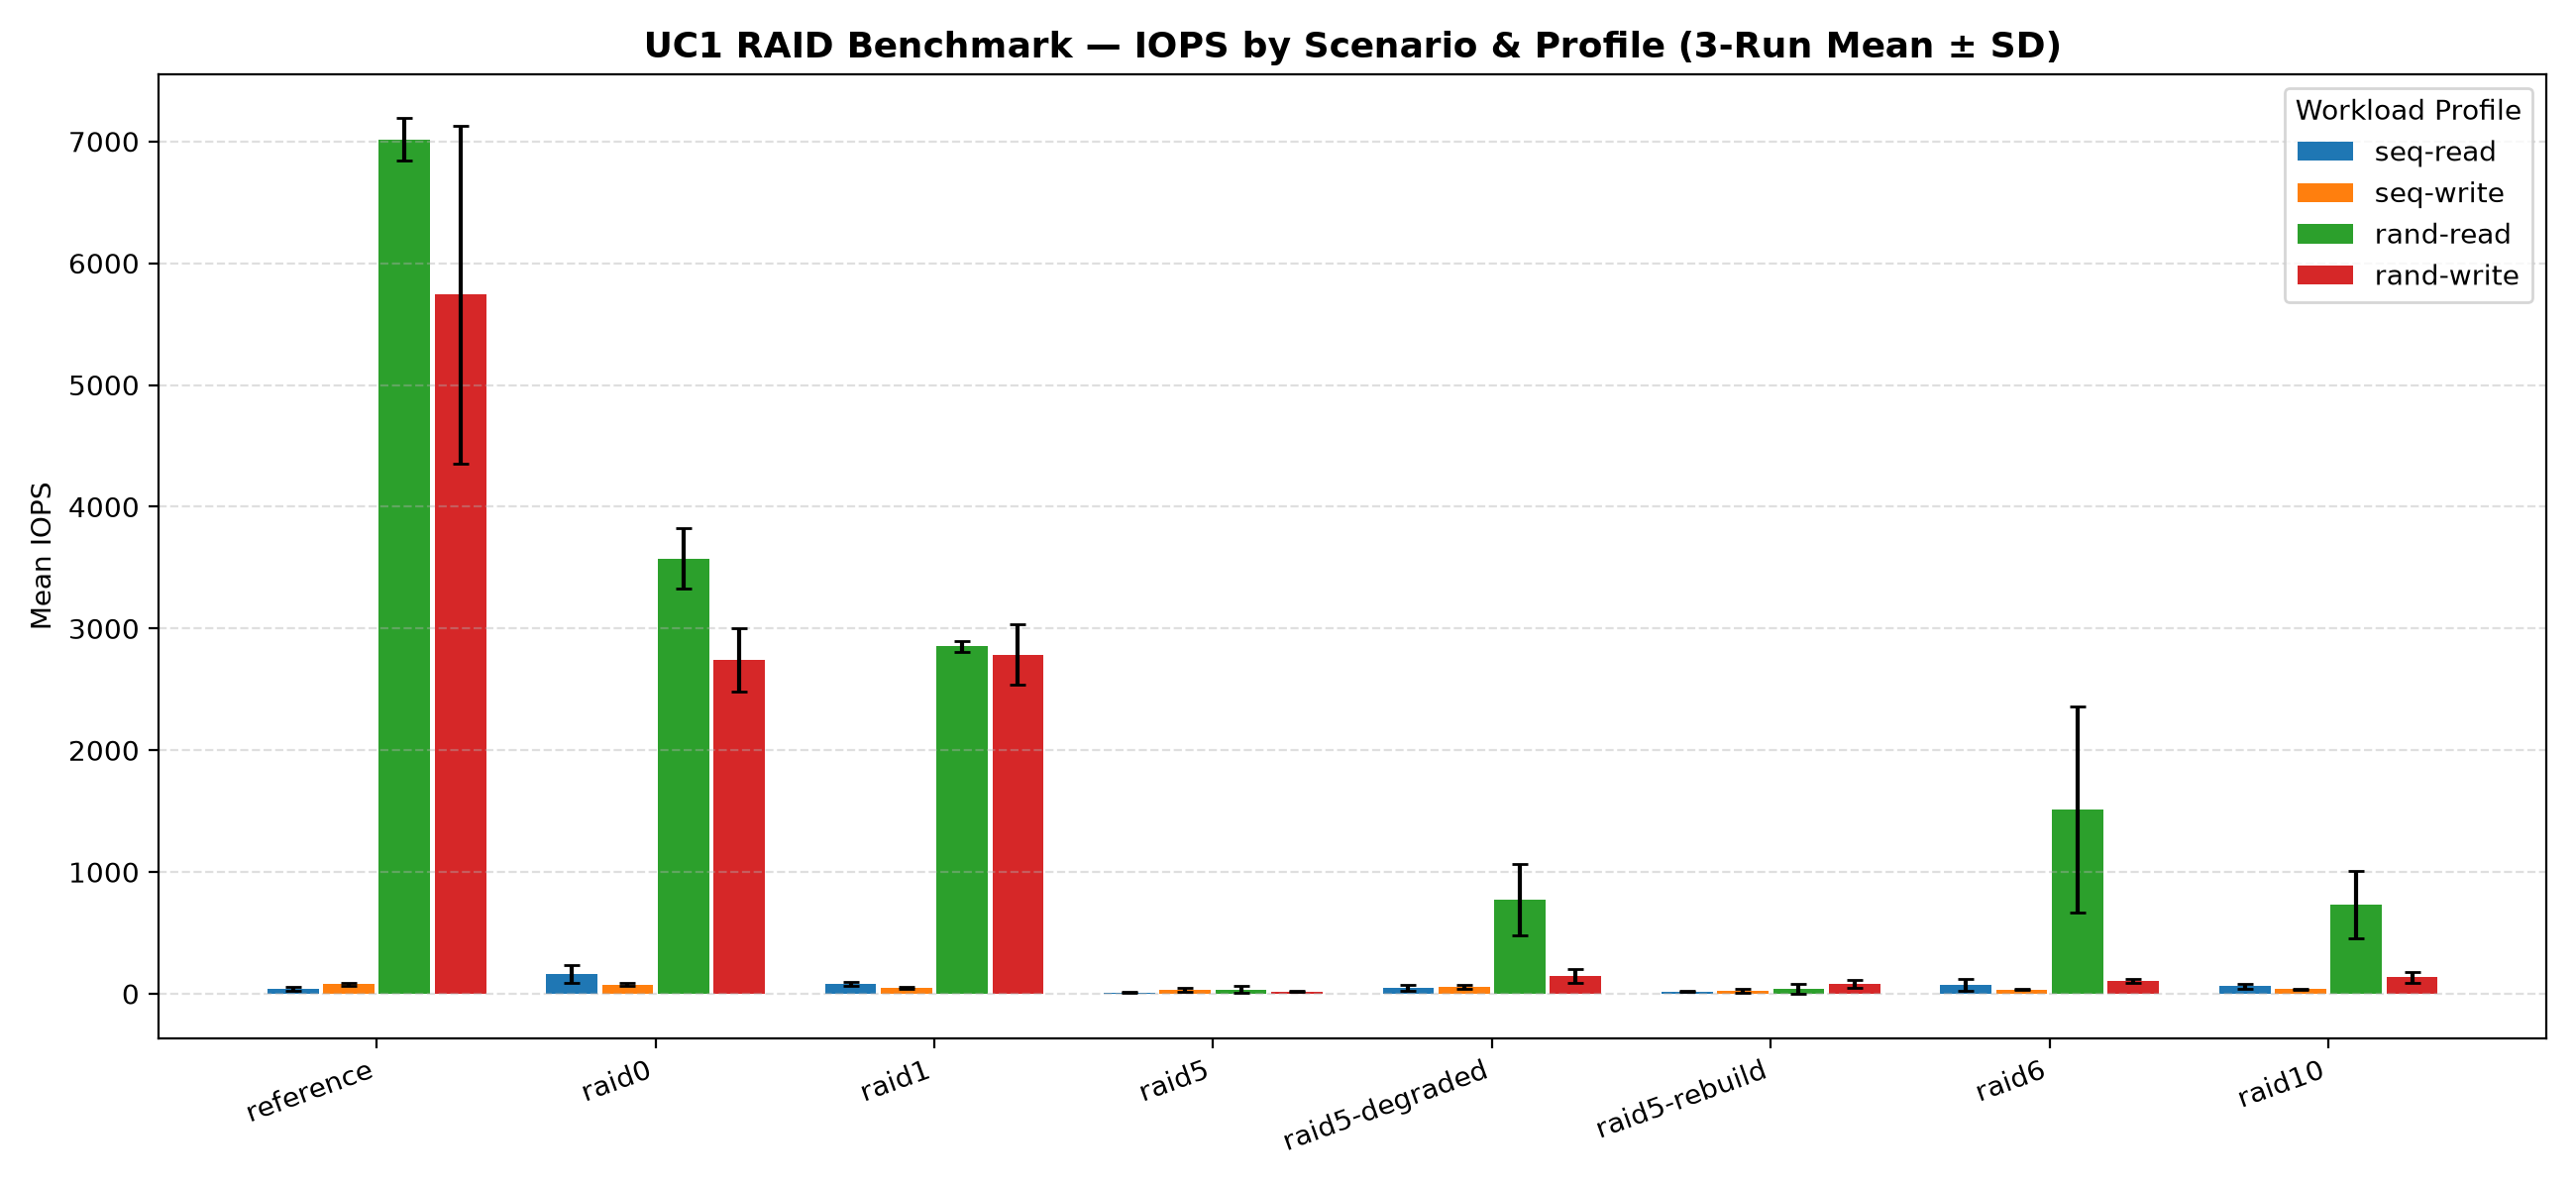 UC1 RAID Benchmark — IOPS by Scenario & Profile (3-Run Mean ± SD)
Workload Profile
seq-read
seq-write
rand-read
rand-write
Mean IOPS
7000
6000
5000
4000
3000
2000
1000
0
reference
raid0
raid1
raid5
raid5-degraded
raid5-rebuild
raid6
raid10